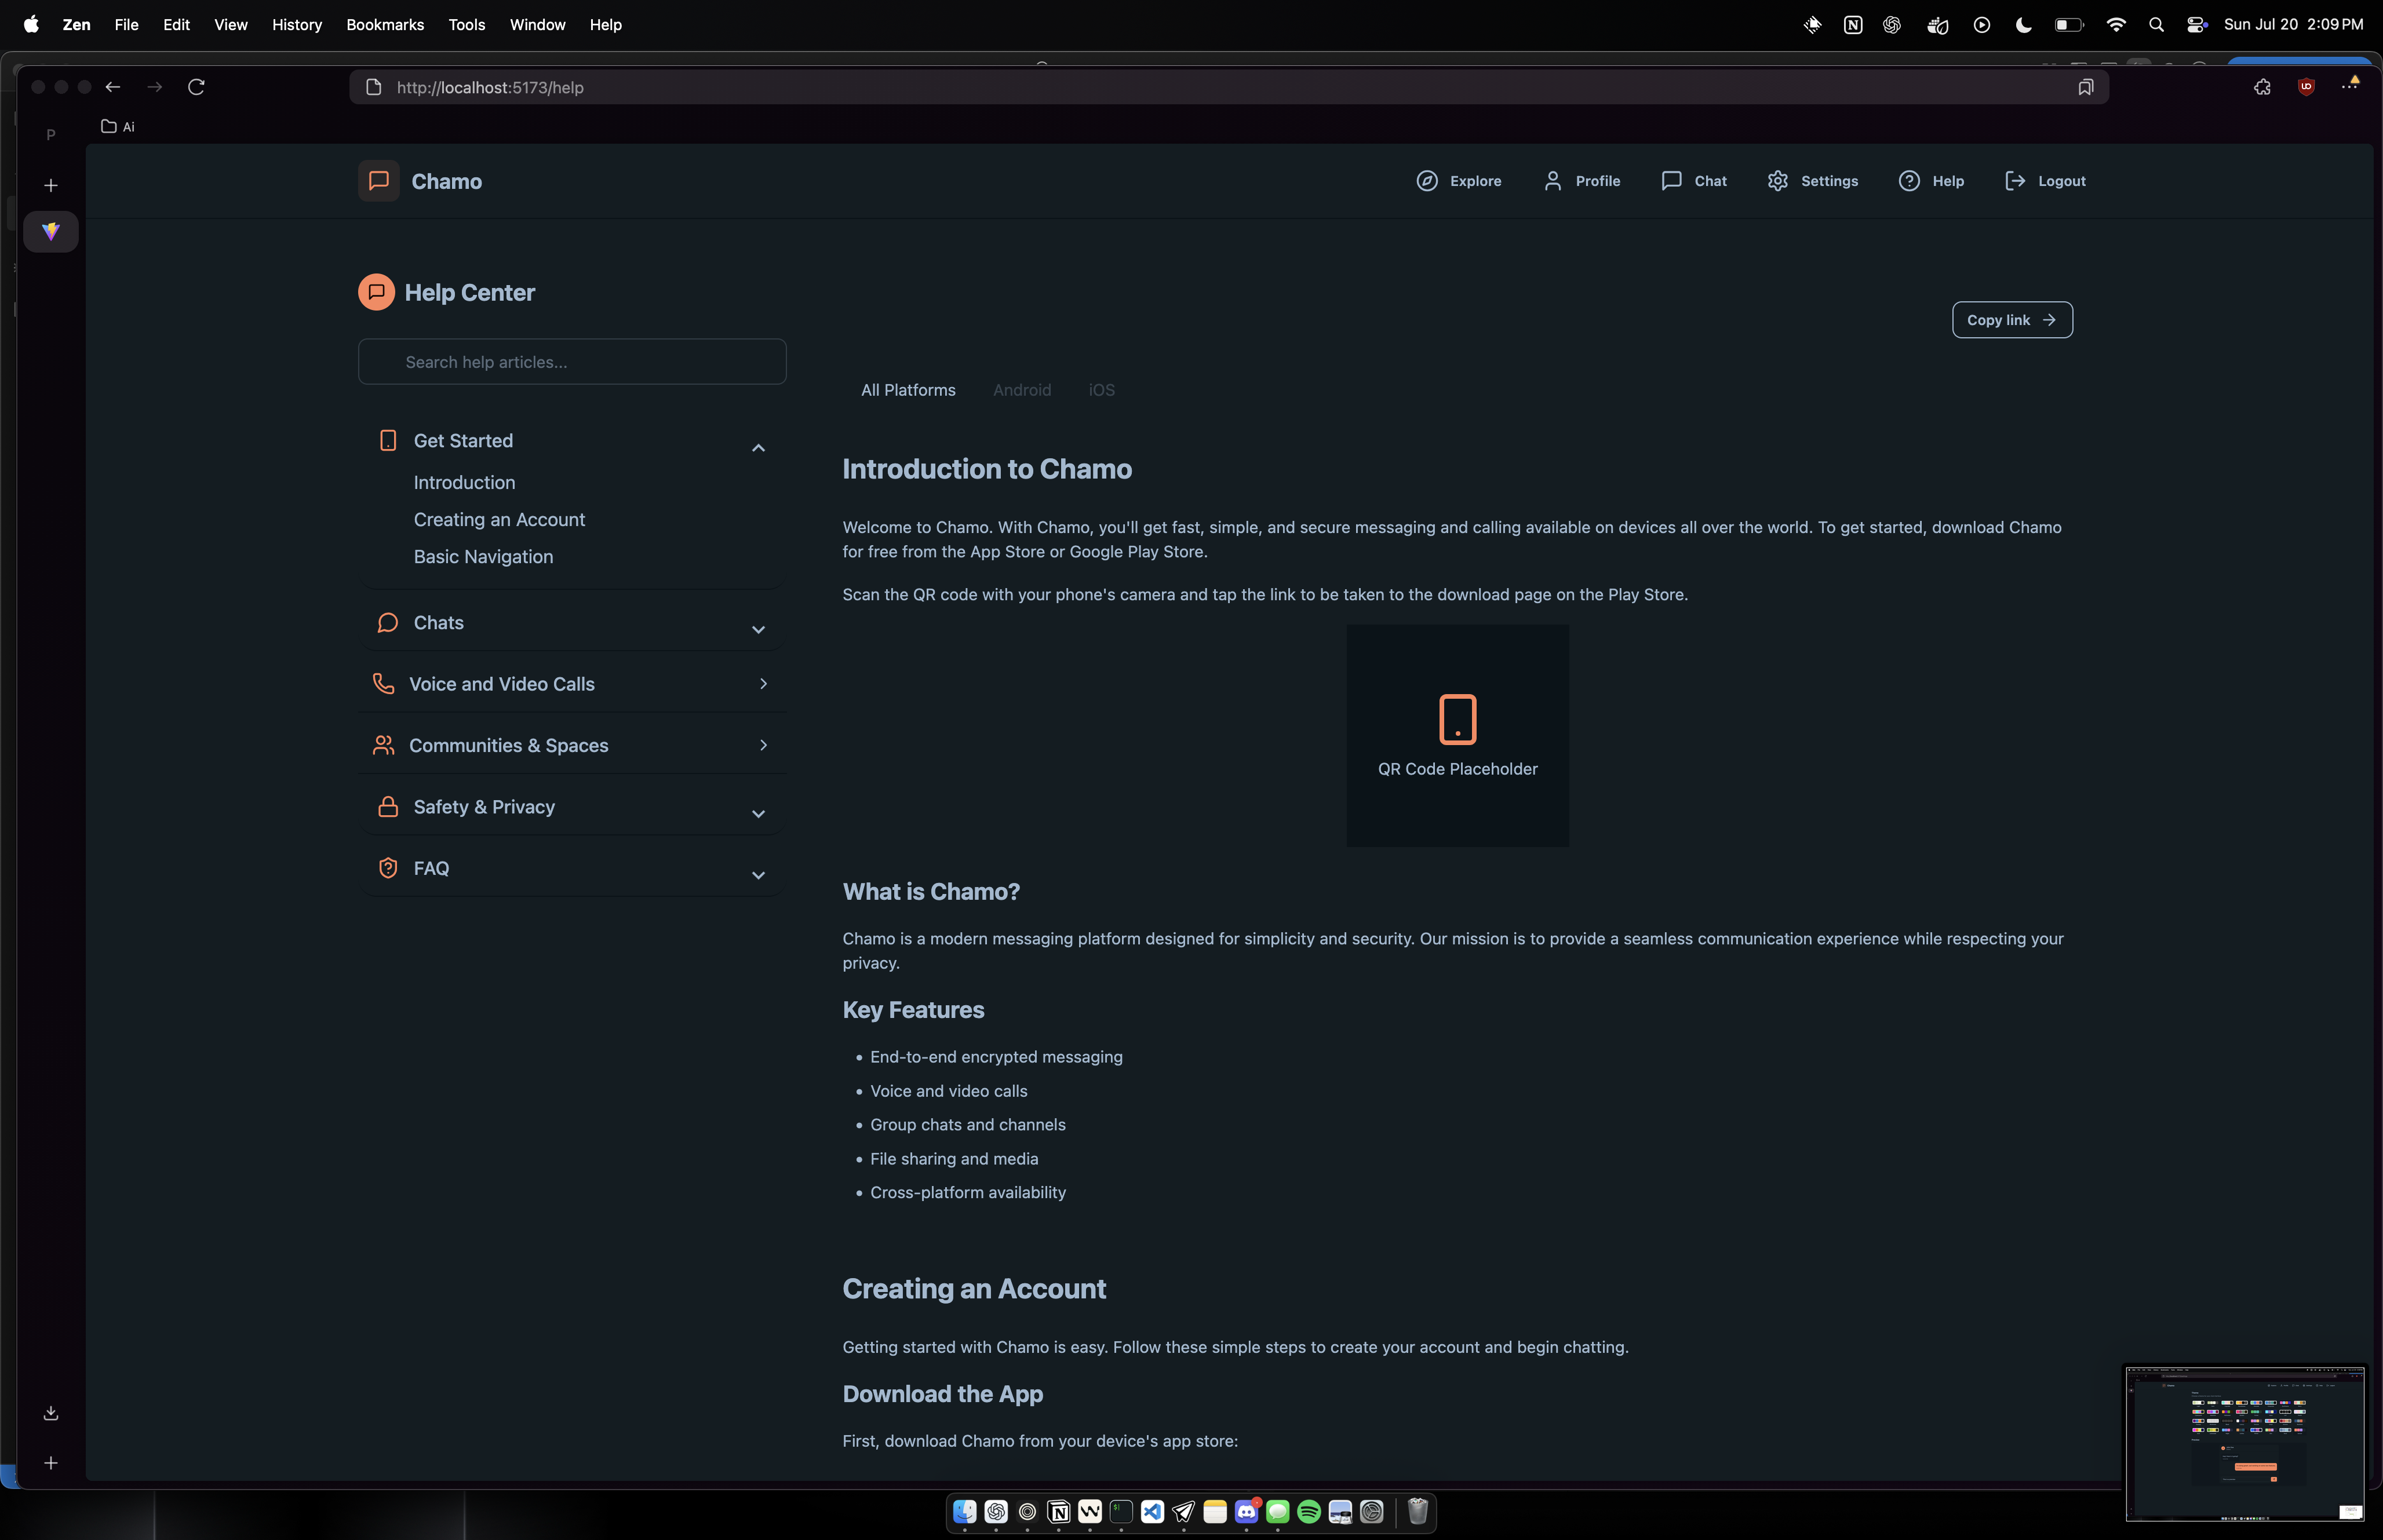 Zen File Edit View History Bookmarks Tools Window Help
Sun Jul 20 2:09 PM
http://localhost:5173/help
P
Ai
Chamo
Explore
Profile
Chat
Settings
Help
Logout
Help Center
Copy link
Search help articles...
All Platforms
Android
iOS
Get Started
Introduction
Creating an Account
Basic Navigation
Chats
Voice and Video Calls
Communities & Spaces
Safety & Privacy
FAQ
Introduction to Chamo
Welcome to Chamo. With Chamo, you'll get fast, simple, and secure messaging and calling available on devices all over the world. To get started, download Chamo
for free from the App Store or Google Play Store.
Scan the QR code with your phone's camera and tap the link to be taken to the download page on the Play Store.
QR Code Placeholder
What is Chamo?
Chamo is a modern messaging platform designed for simplicity and security. Our mission is to provide a seamless communication experience while respecting your
privacy.
Key Features
• End-to-end encrypted messaging
• Voice and video calls
• Group chats and channels
• File sharing and media
• Cross-platform availability
Creating an Account
Getting started with Chamo is easy. Follow these simple steps to create your account and begin chatting.
Download the App
First, download Chamo from your device's app store: